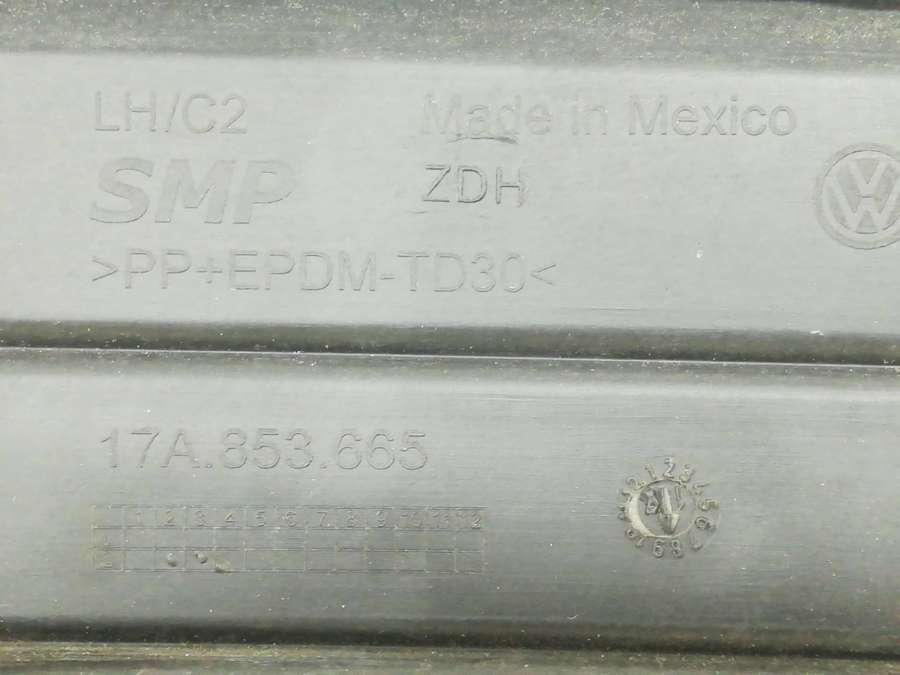 LH/C2
Made in Mexico
SMP
ZDH
>PP+EPDM-TD30<
17A.853.665
1 2 3 4 5 6 7 8 9 10 11 12